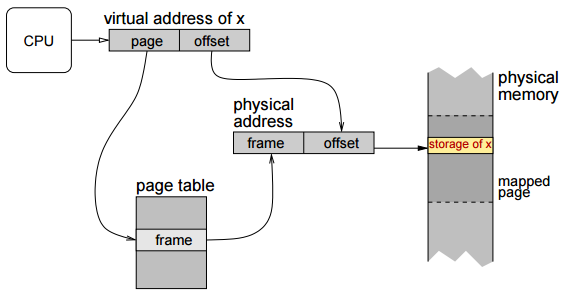 virtual address of x
CPU
page offset
physical
address
frame offset
page table
frame
physical
memory
storage of x
mapped
page